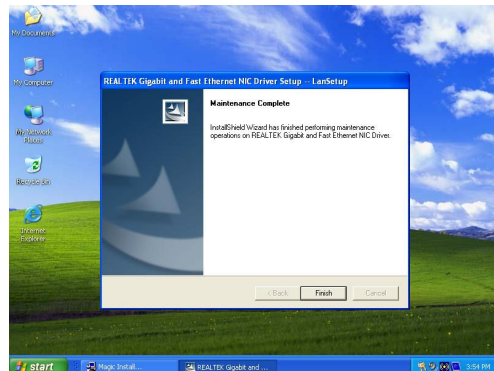 My Documents
My Computer
My Network
Places
Recycle Bin
Internet
Explorer
REALTEK Gigabit and Fast Ethernet NIC Driver Setup -- LanSetup
Maintenance Complete
InstallShield Wizard has finished performing maintenance
operations on REALTEK Gigabit and Fast Ethernet NIC Driver.
< Back
Finish
Cancel
start
Magic Install...
REALTEK Gigabit and ...
3:54 PM